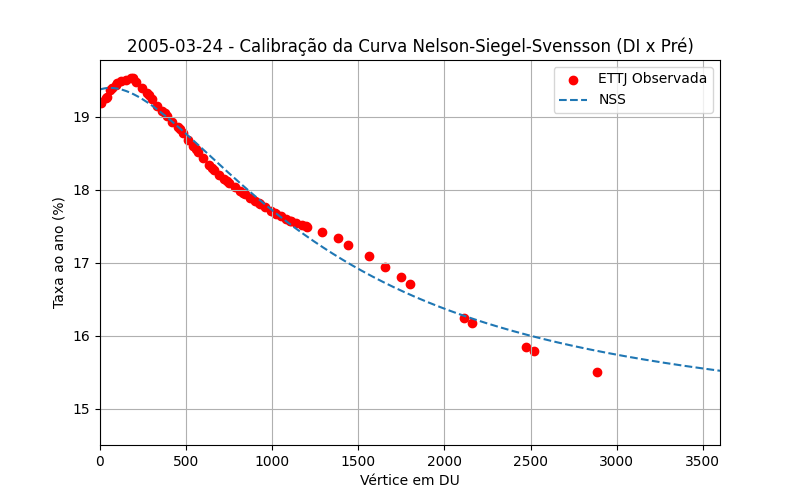 2005-03-24 - Calibração da Curva Nelson-Siegel-Svensson (DI x Pré)
ETTJ Observada
NSS
Taxa ao ano (%)
19
18
17
16
15
0 500 1000 1500 2000 2500 3000 3500
Vértice em DU